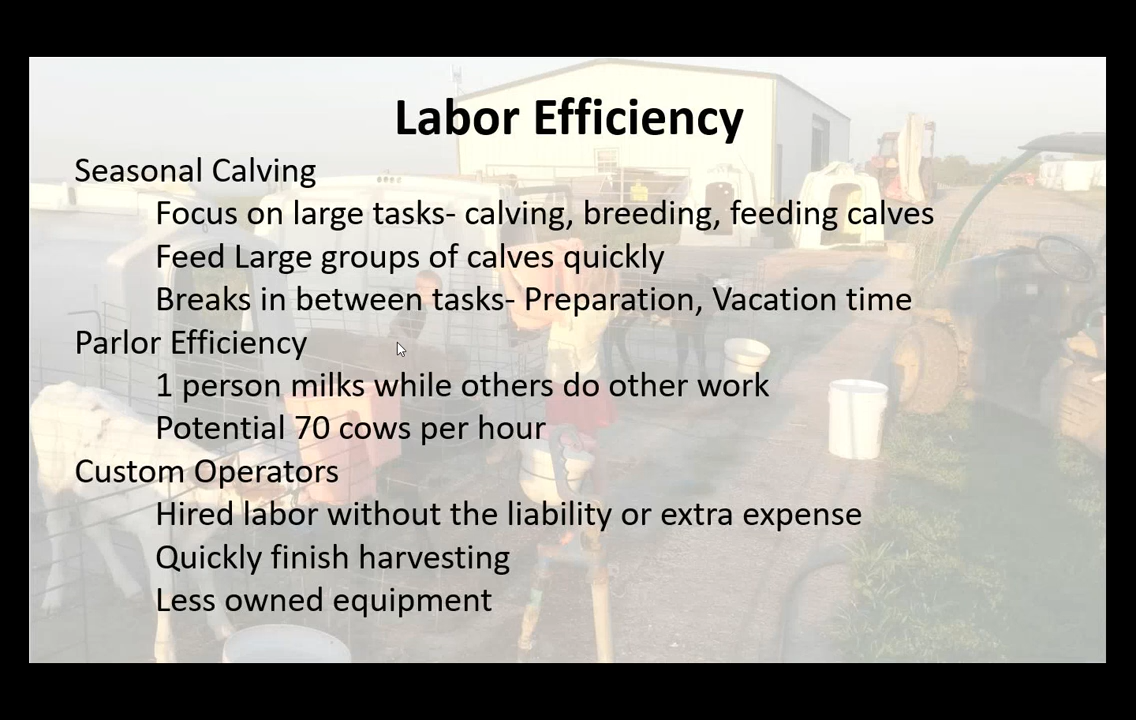 Labor Efficiency
Seasonal Calving
Focus on large tasks- calving, breeding, feeding calves
Feed Large groups of calves quickly
Breaks in between tasks- Preparation, Vacation time
Parlor Efficiency
1 person milks while others do other work
Potential 70 cows per hour
Custom Operators
Hired labor without the liability or extra expense
Quickly finish harvesting
Less owned equipment